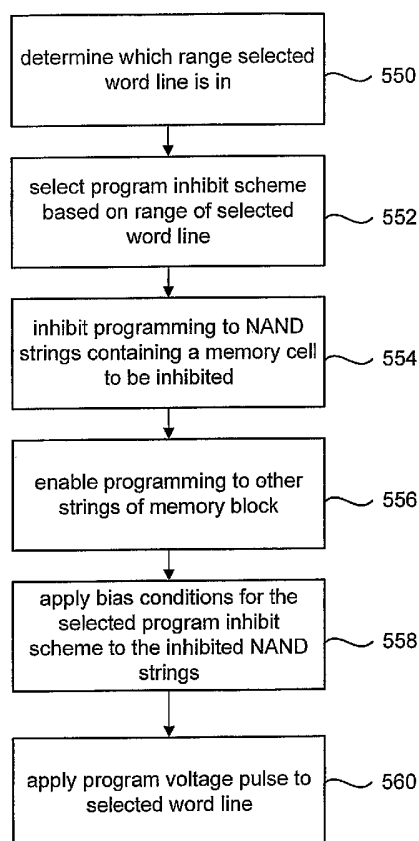 determine which range selected
word line is in
550
select program inhibit scheme
based on range of selected
word line
552
inhibit programming to NAND
strings containing a memory cell
to be inhibited
554
enable programming to other
strings of memory block
556
apply bias conditions for the
selected program inhibit
scheme to the inhibited NAND
strings
558
apply program voltage pulse to
selected word line
560